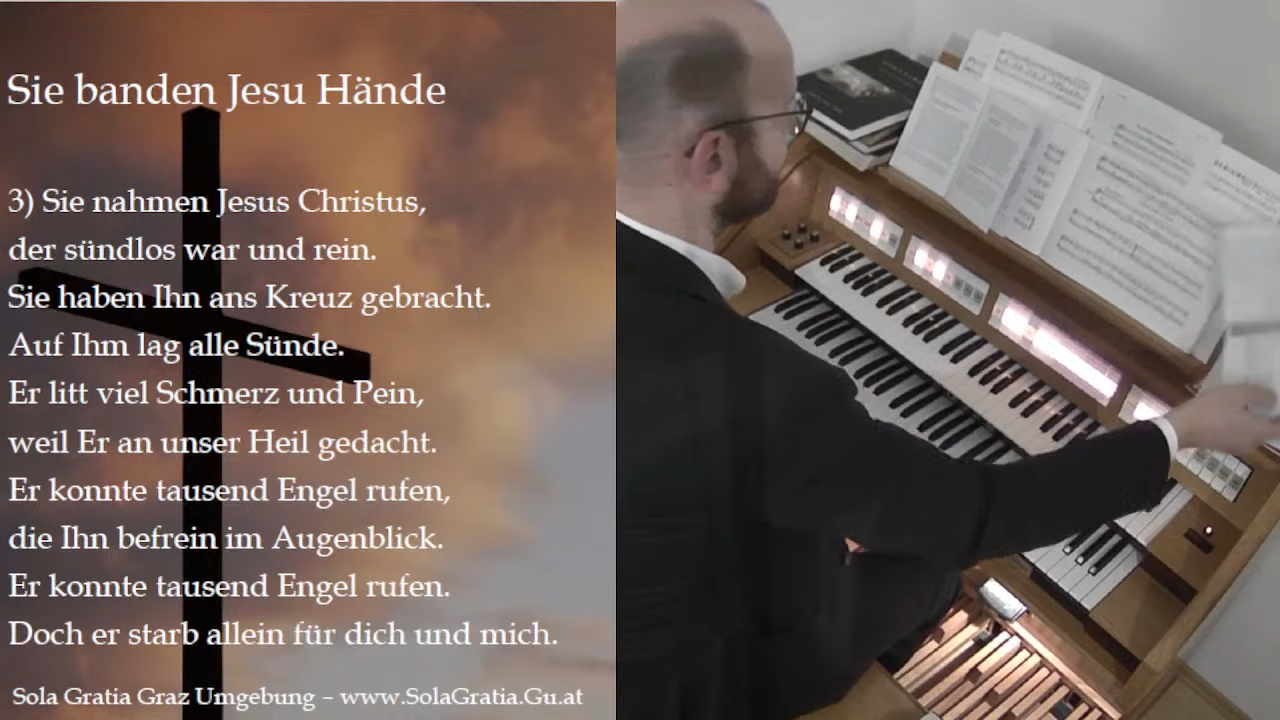 Sie banden Jesu Hände
3) Sie nahmen Jesus Christus,
der sündlos war und rein.
Sie haben Ihn ans Kreuz gebracht.
Auf Ihm lag alle Sünde.
Er litt viel Schmerz und Pein,
weil Er an unser Heil gedacht.
Er konnte tausend Engel rufen,
die Ihn befrein im Augenblick.
Er konnte tausend Engel rufen.
Doch er starb allein für dich und mich.
Sola Gratia Graz Umgebung – www.SolaGratia.Gu.at